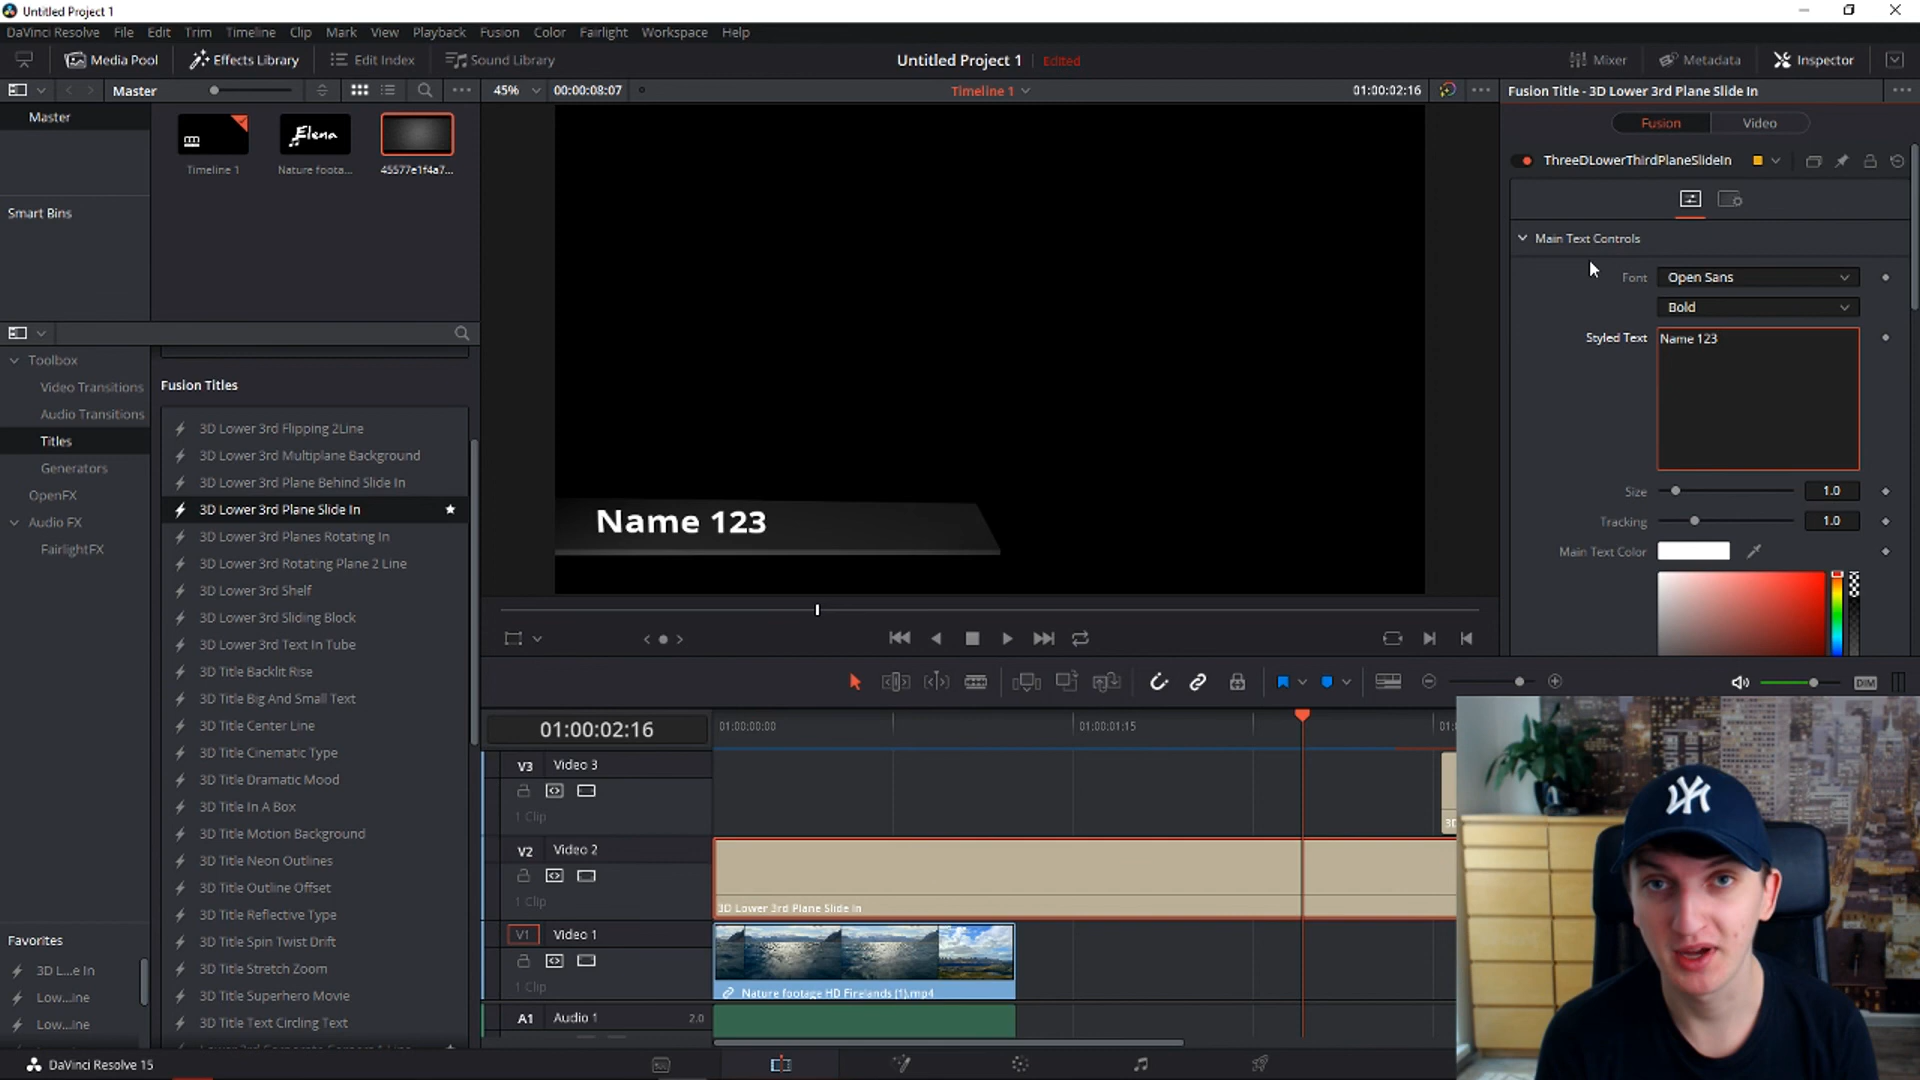 Untitled Project 1
DaVinci Resolve File Edit Trim Timeline Clip Mark View Playback Fusion Color Fairlight Workspace Help
Media Pool Effects Library Edit Index Sound Library Untitled Project 1 Edited Mixer Metadata Inspector
Master 45% 00:00:08:07 Timeline 1 01:00:02:16 Fusion Title - 3D Lower 3rd Plane Slide In
Master
Smart Bins
Elena
Timeline 1 Nature foota... 45577e1f4a7...
Fusion Video
ThreeDLowerThirdPlaneSlideIn
Main Text Controls
Font Open Sans
Bold
Styled Text Name 123
Size 1.0
Tracking 1.0
Main Text Color
Name 123
Toolbox
Video Transitions
Audio Transitions
Titles
Generators
OpenFX
Audio FX
FairlightFX
Fusion Titles
3D Lower 3rd Flipping 2Line
3D Lower 3rd Multiplane Background
3D Lower 3rd Plane Behind Slide In
3D Lower 3rd Plane Slide In
3D Lower 3rd Planes Rotating In
3D Lower 3rd Rotating Plane 2 Line
3D Lower 3rd Shelf
3D Lower 3rd Sliding Block
3D Lower 3rd Text In Tube
3D Title Backlit Rise
3D Title Big And Small Text
3D Title Center Line
3D Title Cinematic Type
3D Title Dramatic Mood
3D Title In A Box
3D Title Motion Background
3D Title Neon Outlines
3D Title Outline Offset
3D Title Reflective Type
3D Title Spin Twist Drift
3D Title Stretch Zoom
3D Title Superhero Movie
3D Title Text Circling Text
Favorites
3D L...e In
Low...ine
Low...ine
DIM
01:00:02:16 01:00:00:00 01:00:01:15
V3 Video 3
1 Clip
3D
V2 Video 2
1 Clip
3D Lower 3rd Plane Slide In
V1 Video 1
1 Clip
Nature footage HD Firelands (1).mp4
A1 Audio 1 2.0
DaVinci Resolve 15
NY